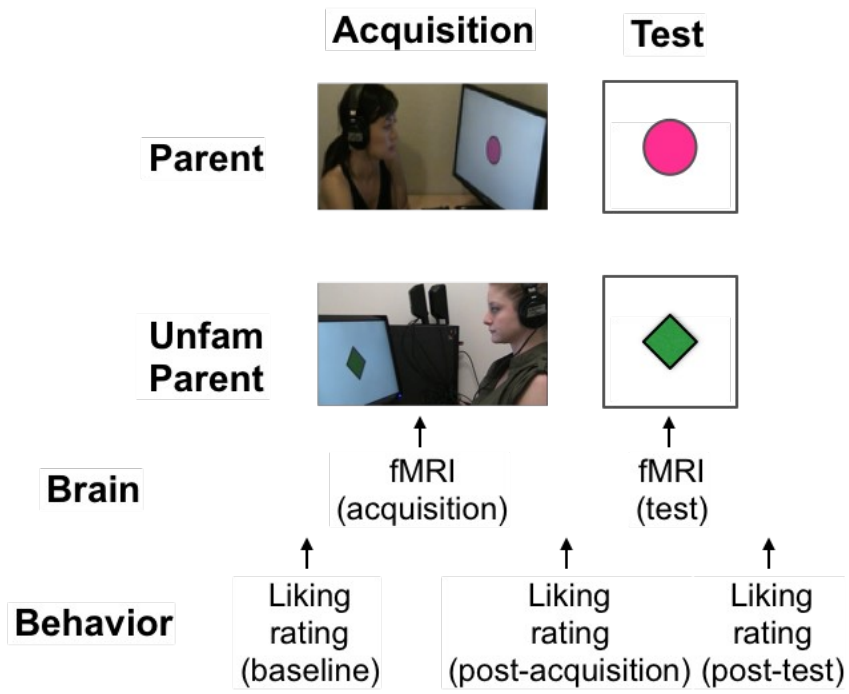 Acquisition
Test
Parent
Unfam
Parent
Brain
fMRI
(acquisition)
fMRI
(test)
Behavior
Liking
rating
(baseline)
Liking
rating
(post-acquisition)
Liking
rating
(post-test)